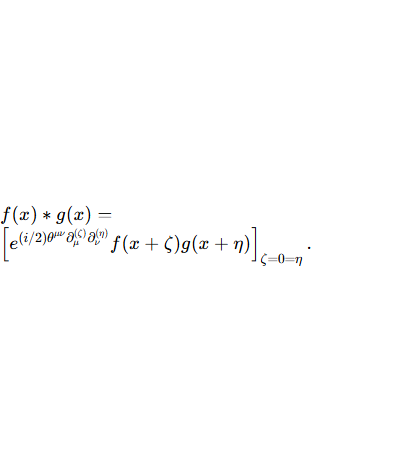 f(x) ∗ g(x) =
[e^{(i/2)θ^{μν}∂_μ^{(ζ)}∂_ν^{(η)}} f(x + ζ)g(x + η)]_{ζ=0=η} .